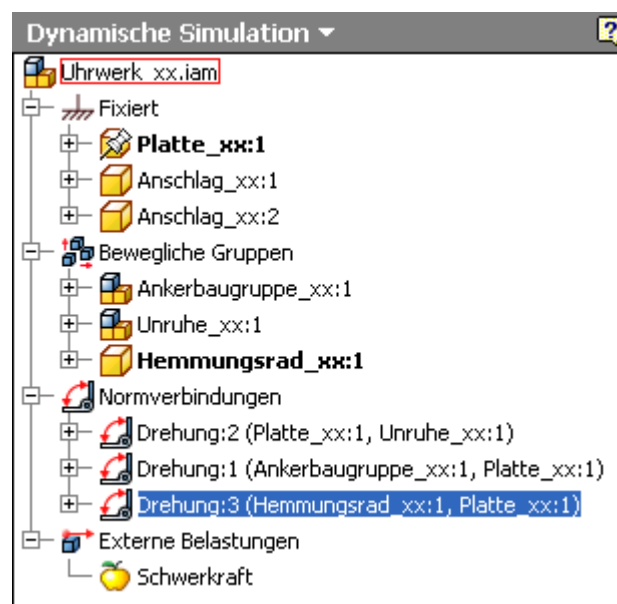 Dynamische Simulation
Uhrwerk_xx.iam
Fixiert
Platte_xx:1
Anschlag_xx:1
Anschlag_xx:2
Bewegliche Gruppen
Ankerbaugruppe_xx:1
Unruhe_xx:1
Hemmungsrad_xx:1
Normverbindungen
Drehung:2 (Platte_xx:1, Unruhe_xx:1)
Drehung:1 (Ankerbaugruppe_xx:1, Platte_xx:1)
Drehung:3 (Hemmungsrad_xx:1, Platte_xx:1)
Externe Belastungen
Schwerkraft